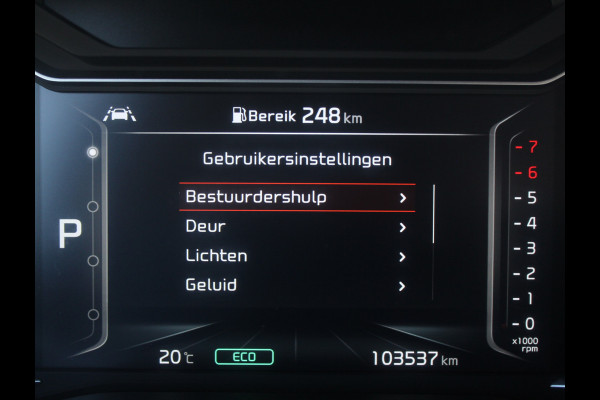 Bereik 248 km
Gebruikersinstellingen
Bestuurdershulp
Deur
Lichten
Geluid
P
- 7
- 6
- 5
- 4
- 3
- 2
- 1
- 0
x1000
rpm
20°C ECO 103537 km